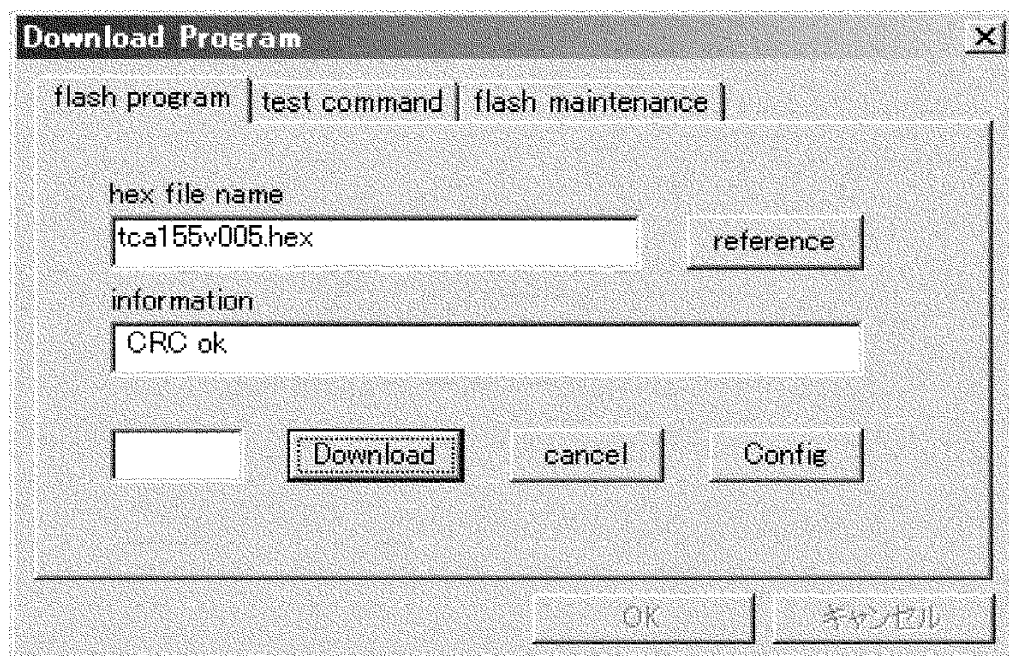 Download Program
flash program test command flash maintenance
hex file name
tca155v005.hex reference
information
CRC ok
Download cancel Config
OK キャンセル